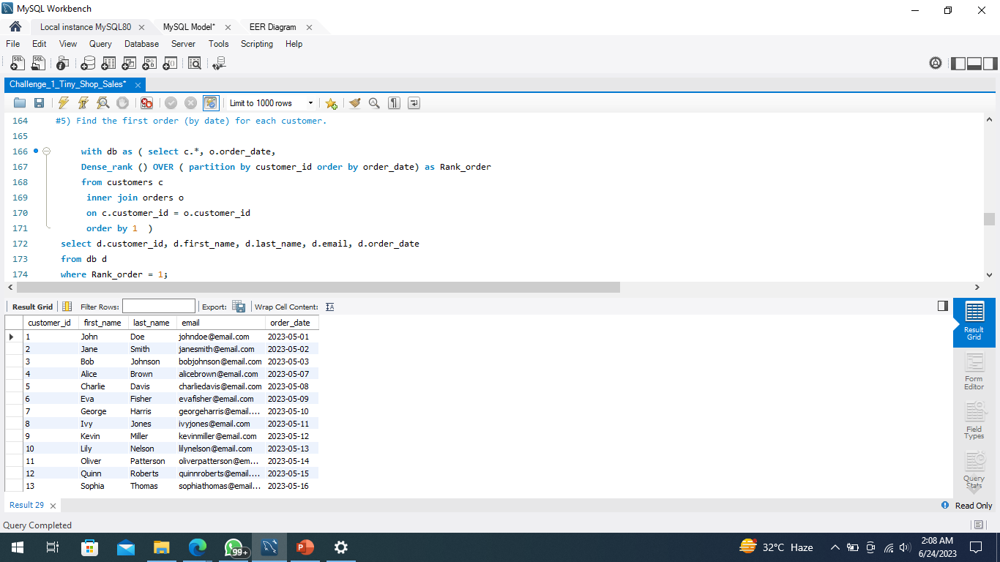 MySQL Workbench
Local instance MySQL80 MySQL Model* EER Diagram
File Edit View Query Database Server Tools Scripting Help
Challenge_1_Tiny_Shop_Sales*
Limit to 1000 rows
164 #5) Find the first order (by date) for each customer.
165
166 with db as ( select c.*, o.order_date,
167 Dense_rank () OVER ( partition by customer_id order by order_date) as Rank_order
168 from customers c
169 inner join orders o
170 on c.customer_id = o.customer_id
171 order by 1 )
172 select d.customer_id, d.first_name, d.last_name, d.email, d.order_date
173 from db d
174 where Rank_order = 1;
Result Grid Filter Rows: Export: Wrap Cell Content:
customer_id first_name last_name email order_date
1 John Doe johndoe@email.com 2023-05-01
2 Jane Smith janesmith@email.com 2023-05-02
3 Bob Johnson bobjohnson@email.com 2023-05-03
4 Alice Brown alicebrown@email.com 2023-05-07
5 Charlie Davis charliedavis@email.com 2023-05-08
6 Eva Fisher evafisher@email.com 2023-05-09
7 George Harris georgeharris@email.... 2023-05-10
8 Ivy Jones ivyjones@email.com 2023-05-11
9 Kevin Miller kevinmiller@email.com 2023-05-12
10 Lily Nelson lilynelson@email.com 2023-05-13
11 Oliver Patterson oliverpatterson@em... 2023-05-14
12 Quinn Roberts quinnroberts@email.... 2023-05-15
13 Sophia Thomas sophiathomas@email... 2023-05-16
Result
Grid
Form
Editor
Field
Types
Query
Stats
Result 29
Read Only
Query Completed
99+
32°C Haze
2:08 AM
6/24/2023